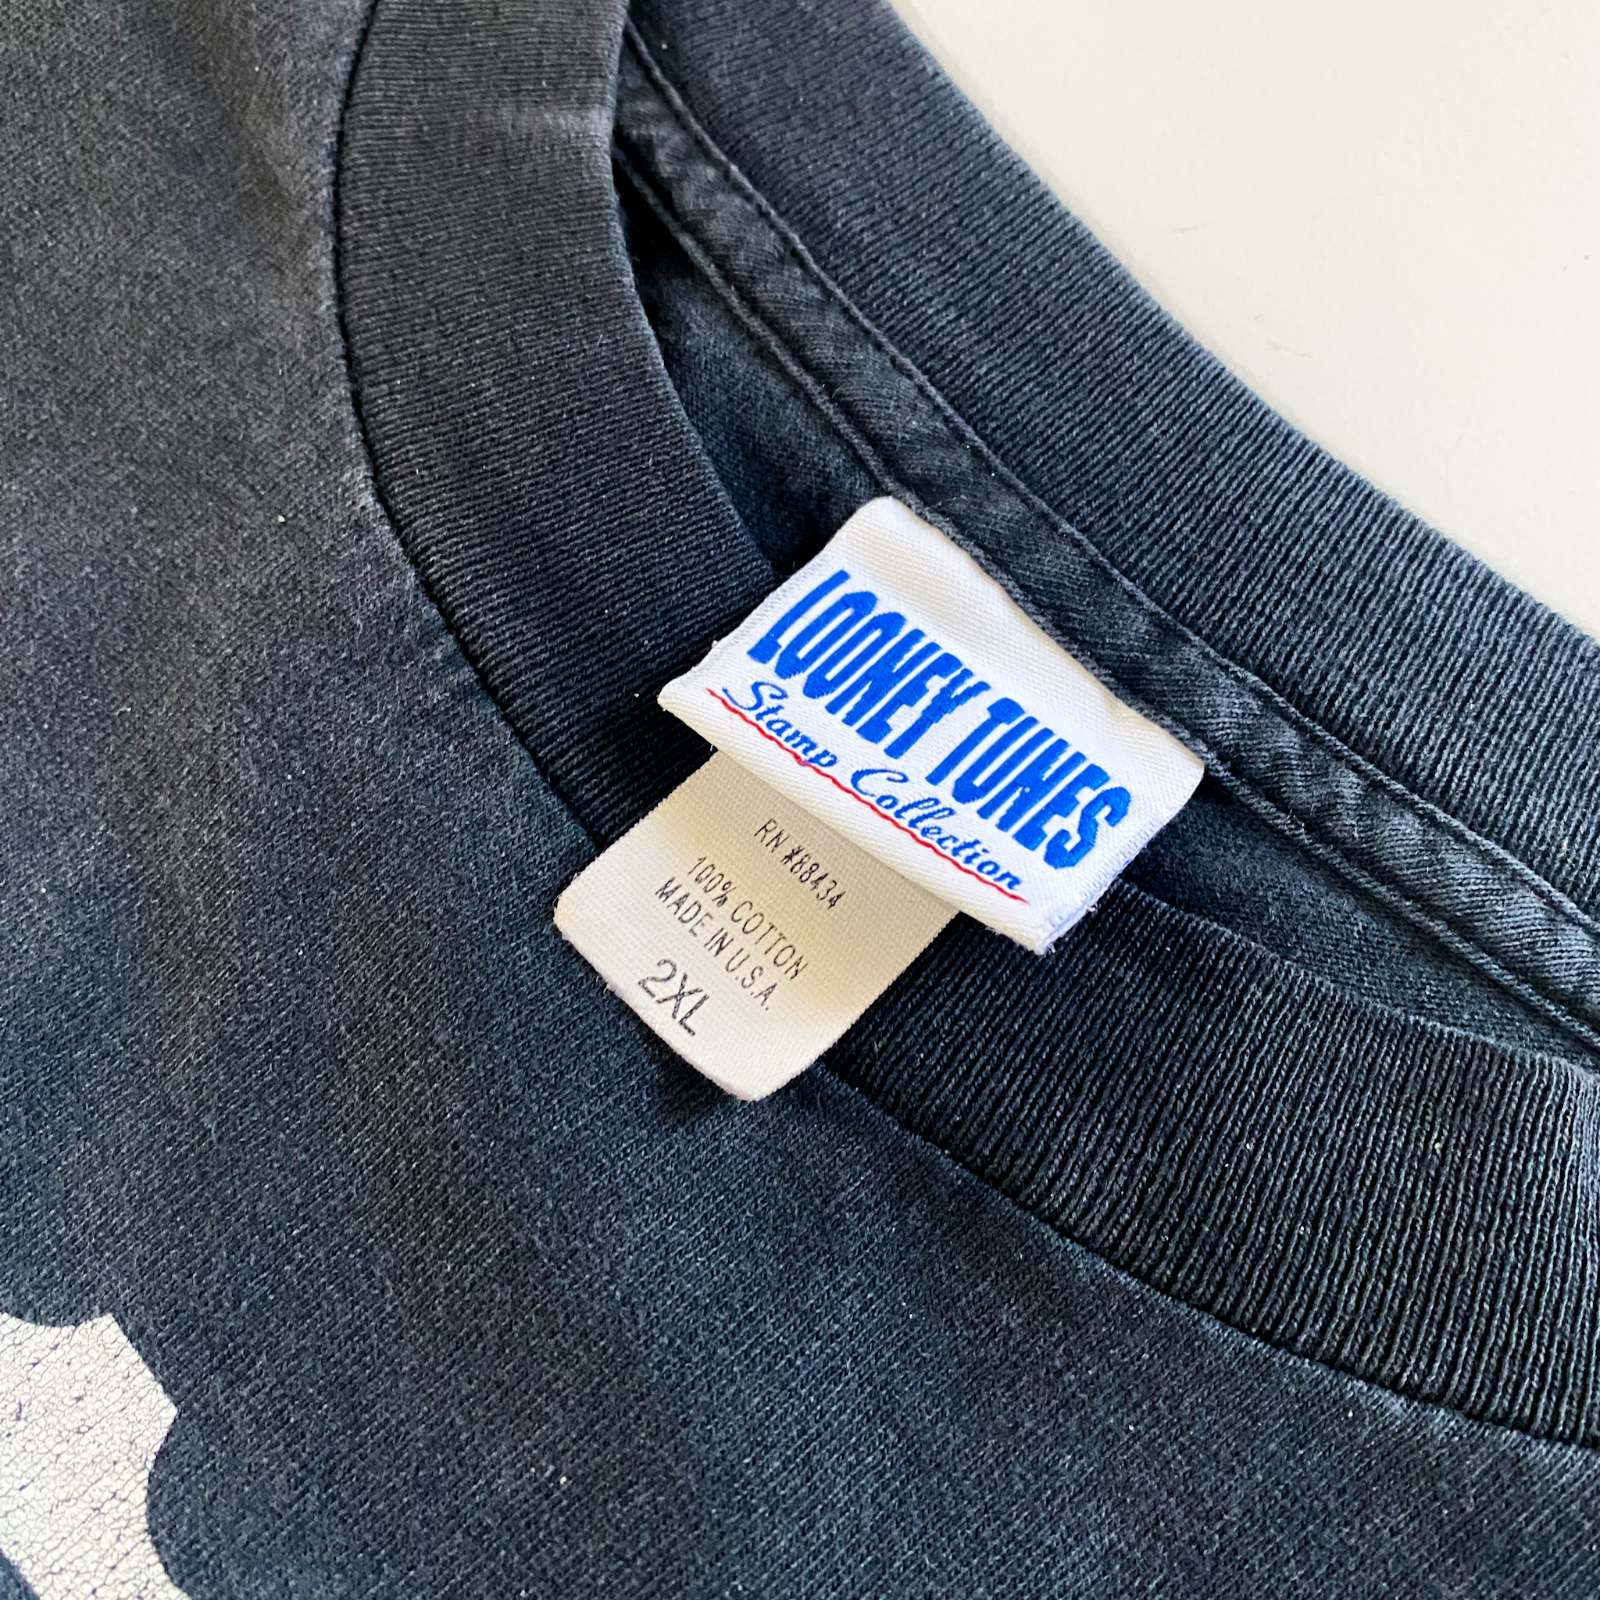 LOONEY TUNES
Stamp Collection
RN #88434
100% COTTON
MADE IN U.S.A.
2XL